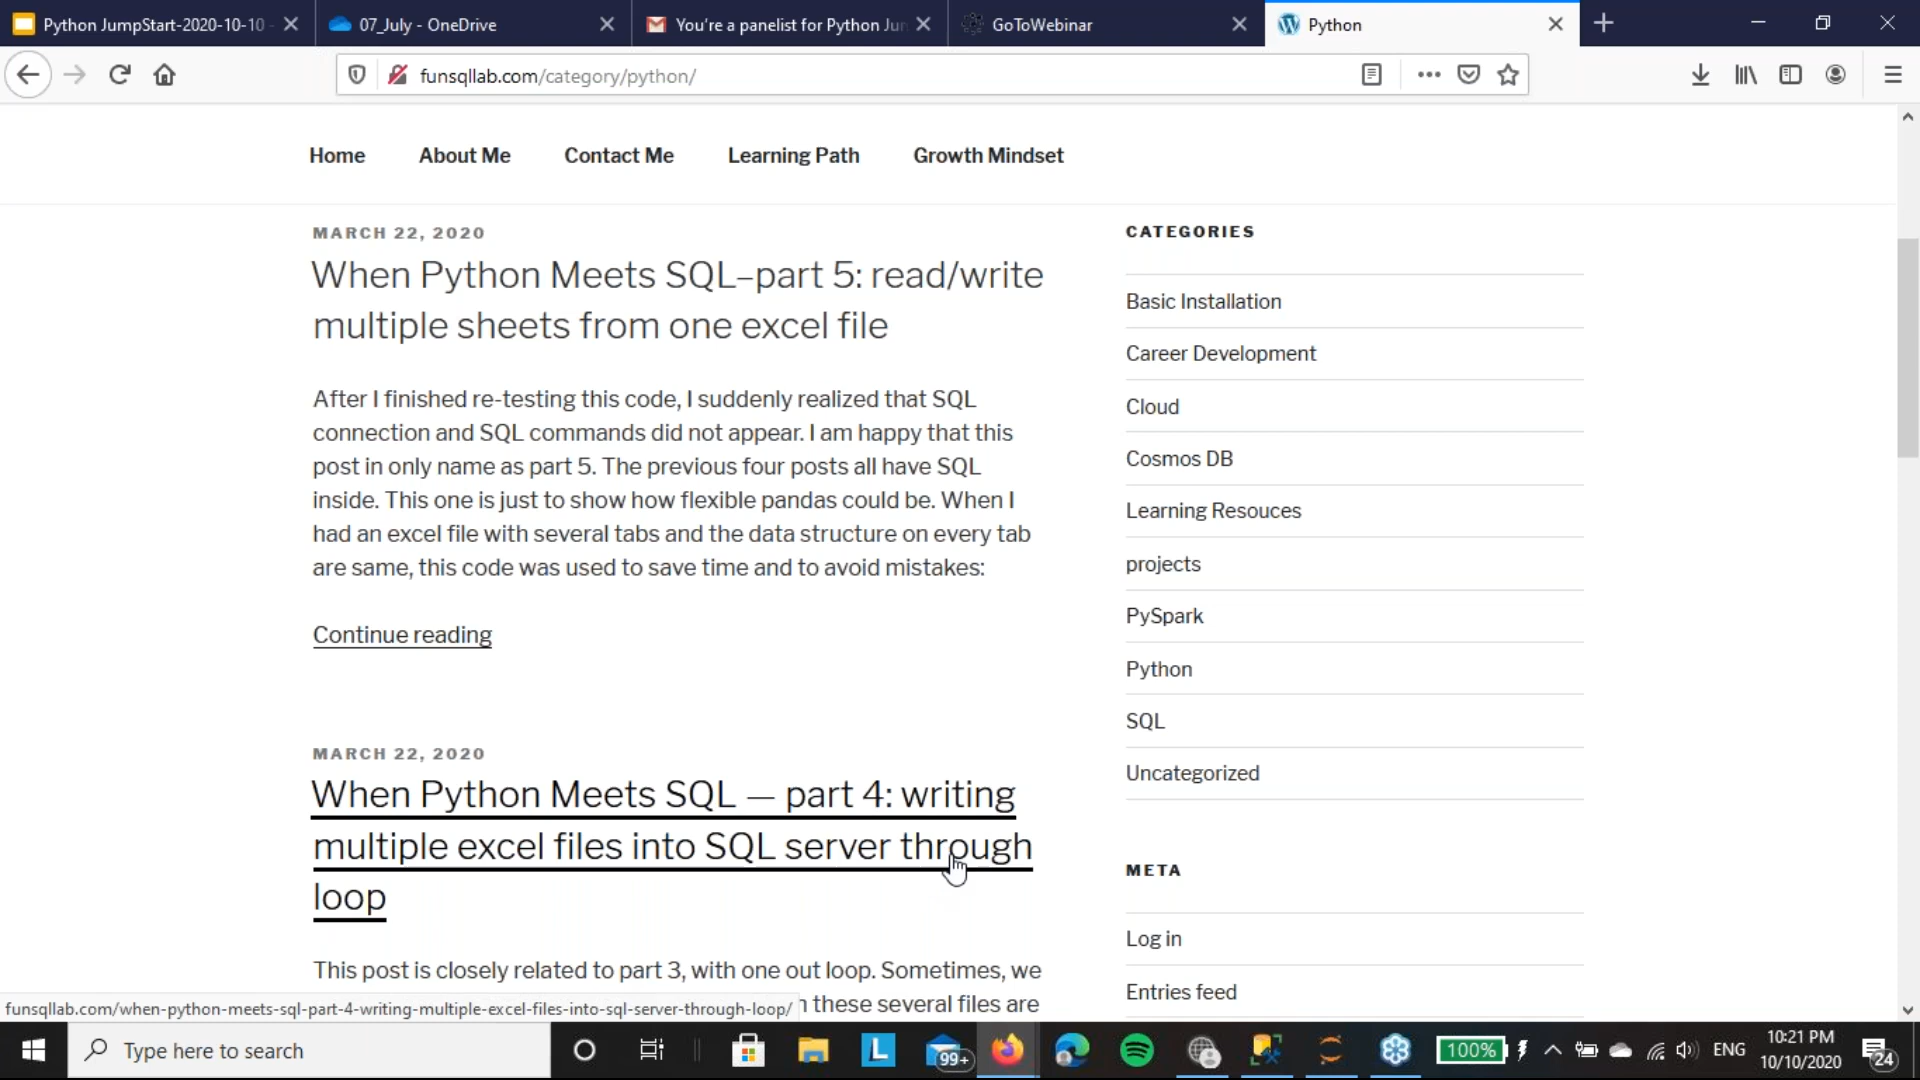 Python JumpStart-2020-10-10 -
07_July - OneDrive
You're a panelist for Python Jun
GoToWebinar
Python
funsqllab.com/category/python/
Home
About Me
Contact Me
Learning Path
Growth Mindset
MARCH 22, 2020
When Python Meets SQL–part 5: read/write
multiple sheets from one excel file
After I finished re-testing this code, I suddenly realized that SQL
connection and SQL commands did not appear. I am happy that this
post in only name as part 5. The previous four posts all have SQL
inside. This one is just to show how flexible pandas could be. When I
had an excel file with several tabs and the data structure on every tab
are same, this code was used to save time and to avoid mistakes:
Continue reading
MARCH 22, 2020
When Python Meets SQL — part 4: writing
multiple excel files into SQL server through
loop
This post is closely related to part 3, with one out loop. Sometimes, we
these several files are
CATEGORIES
Basic Installation
Career Development
Cloud
Cosmos DB
Learning Resouces
projects
PySpark
Python
SQL
Uncategorized
META
Log in
Entries feed
funsqllab.com/when-python-meets-sql-part-4-writing-multiple-excel-files-into-sql-server-through-loop/
Type here to search
99+
100%
ENG
10:21 PM
10/10/2020
24